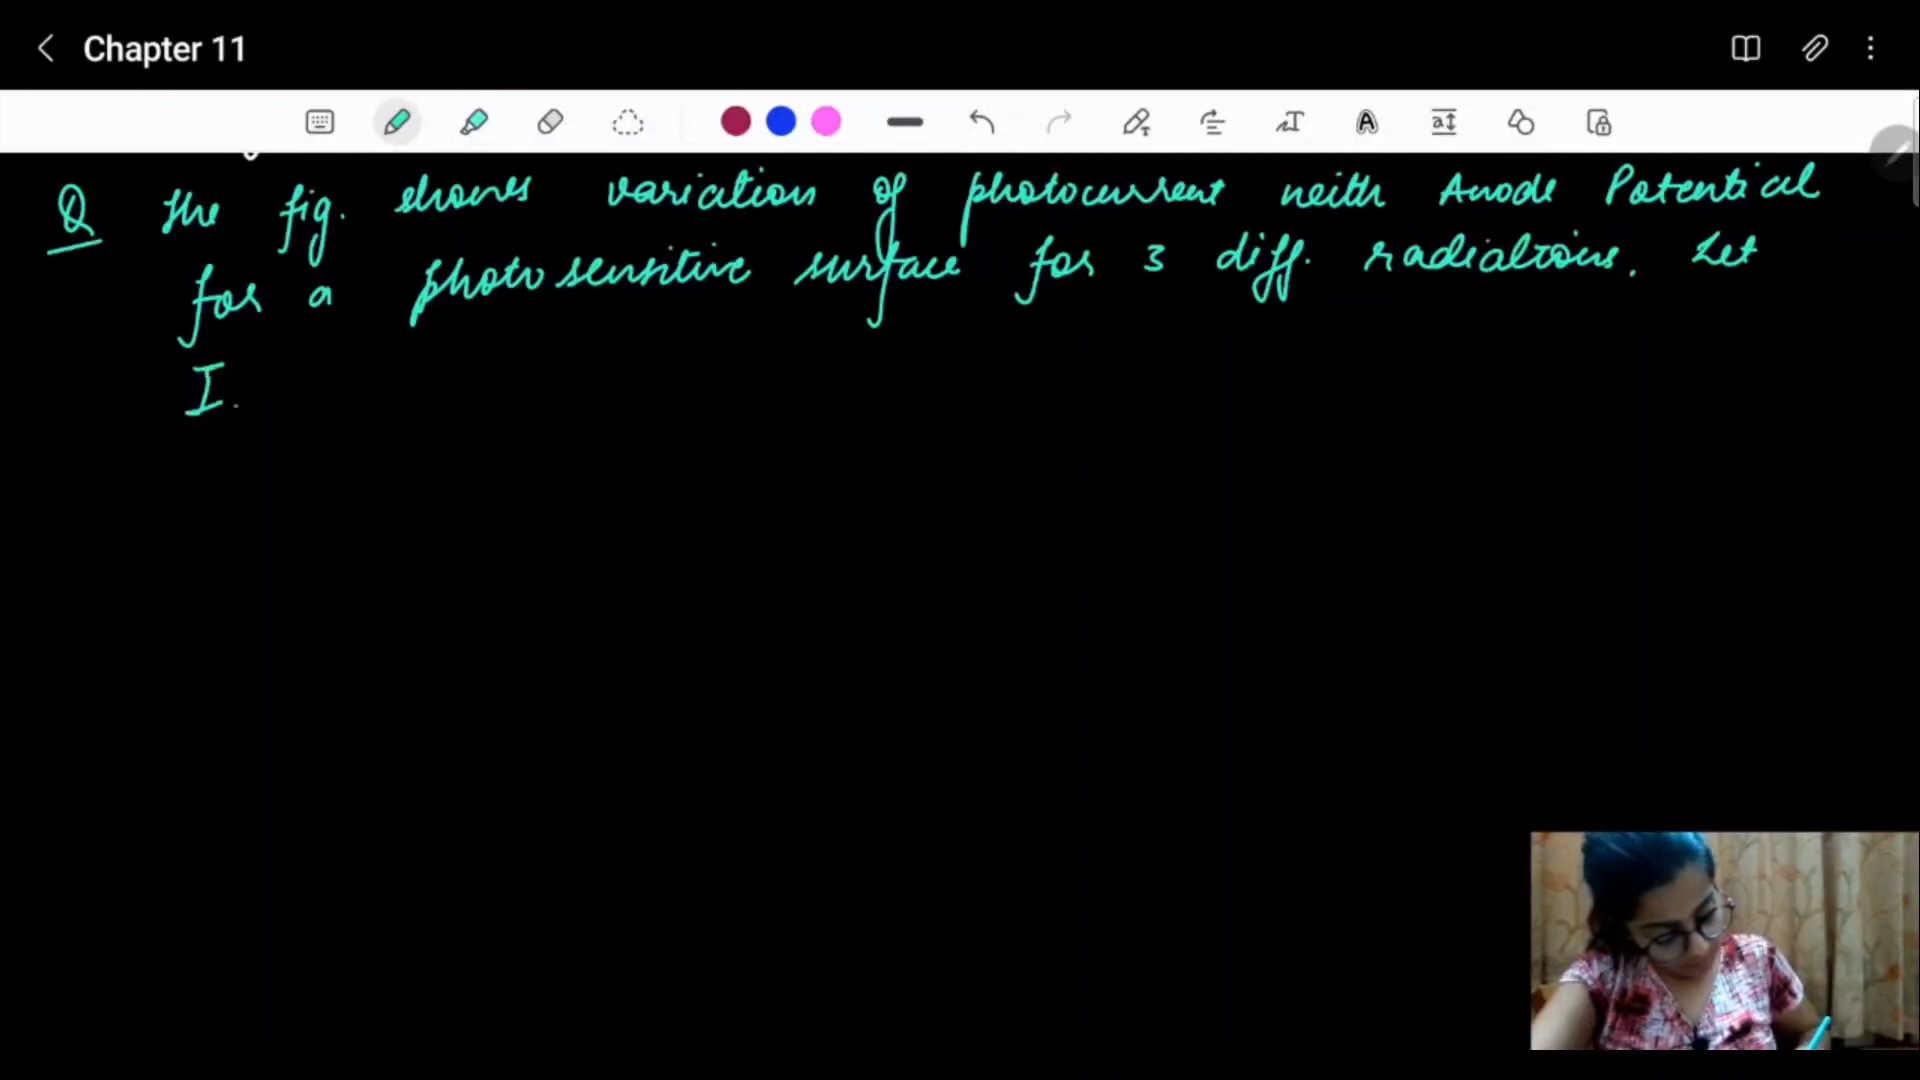 Chapter 11
Q the fig. shows variation of photocurrent with Anode Potential
for a photosensitive surface for 3 diff. radiations. Let
I.